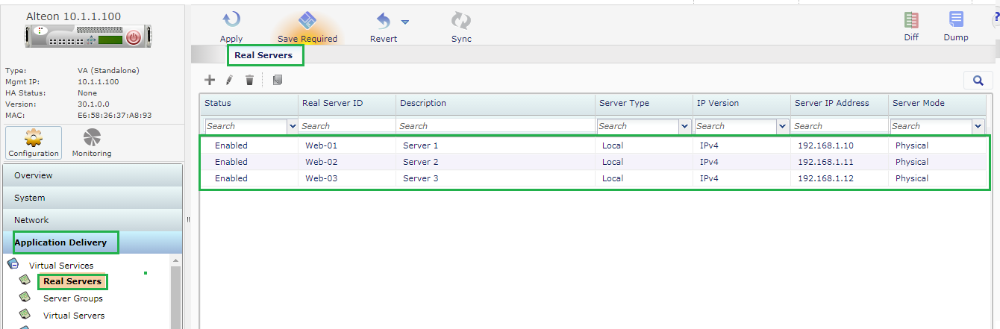 Alteon 10.1.1.100
Type: VA (Standalone)
Mgmt IP: 10.1.1.100
HA Status: None
Version: 30.1.0.0
MAC: E6:58:36:37:A8:93
Configuration Monitoring
Overview
System
Network
Application Delivery
Virtual Services
Real Servers
Server Groups
Virtual Servers
Apply Save Required Revert Sync Diff Dump ?
Real Servers
Status Real Server ID Description Server Type IP Version Server IP Address Server Mode
Search Search Search Search Search Search Search
Enabled Web-01 Server 1 Local IPv4 192.168.1.10 Physical
Enabled Web-02 Server 2 Local IPv4 192.168.1.11 Physical
Enabled Web-03 Server 3 Local IPv4 192.168.1.12 Physical